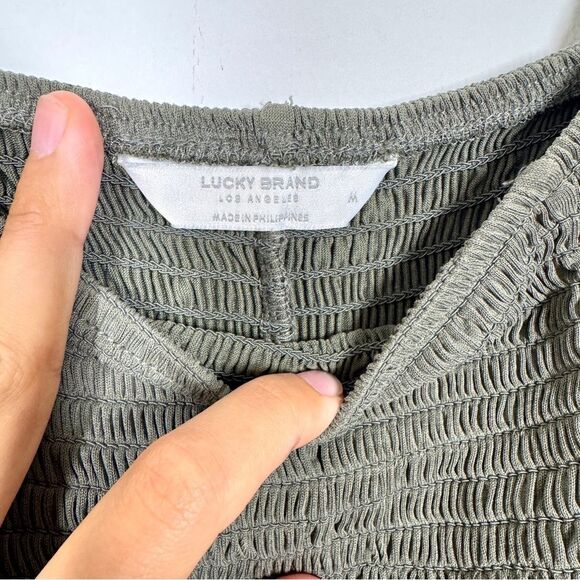 LUCKY BRAND
LOS ANGELES
MADE IN PHILIPPINES
M